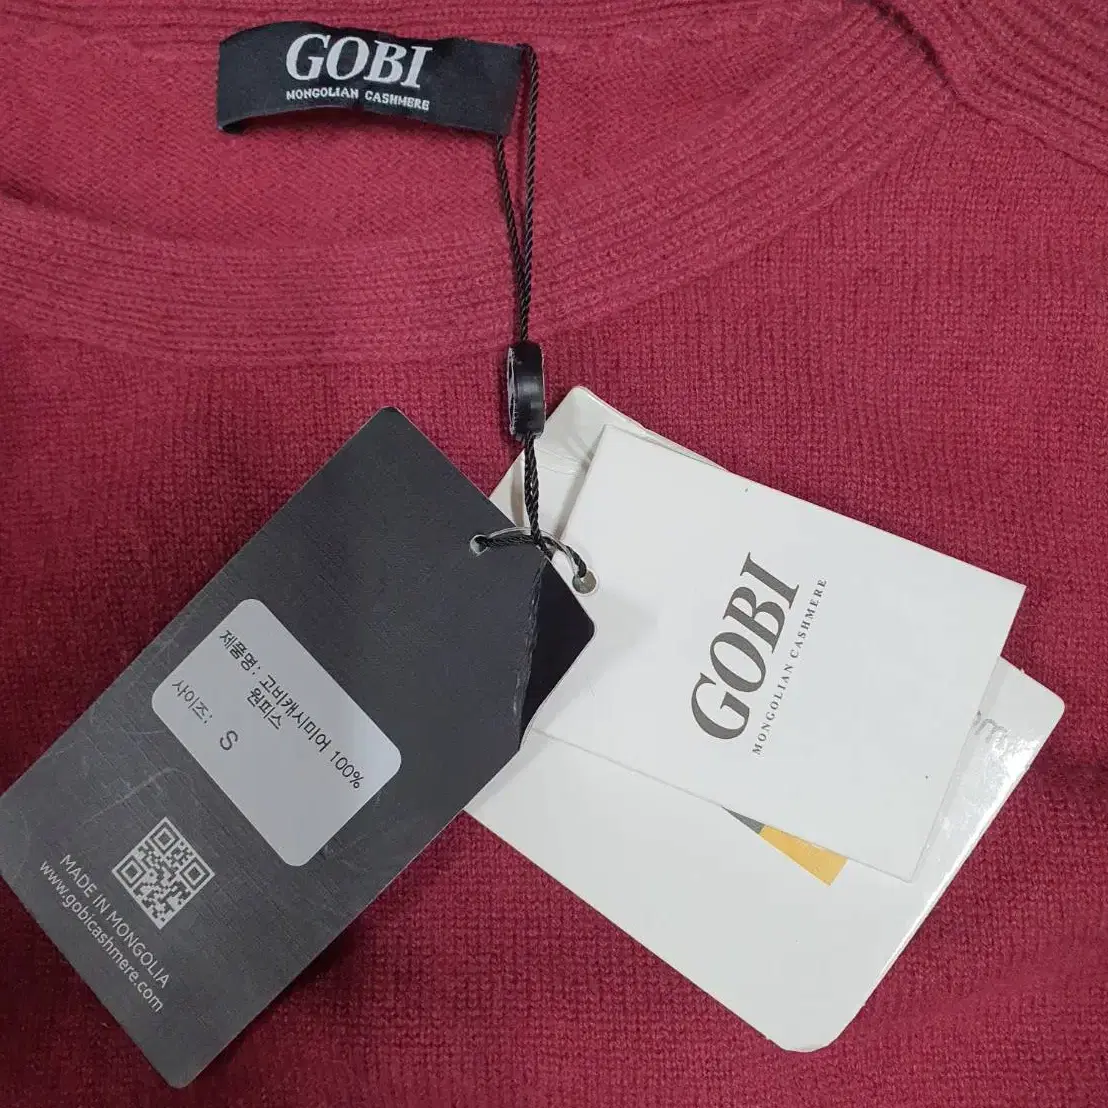 GOBI
MONGOLIAN CASHMERE
제품명: 고비캐시미어 100%
원피스
사이즈: S
MADE IN MONGOLIA
www.gobicashmere.com
GOBI
MONGOLIAN CASHMERE